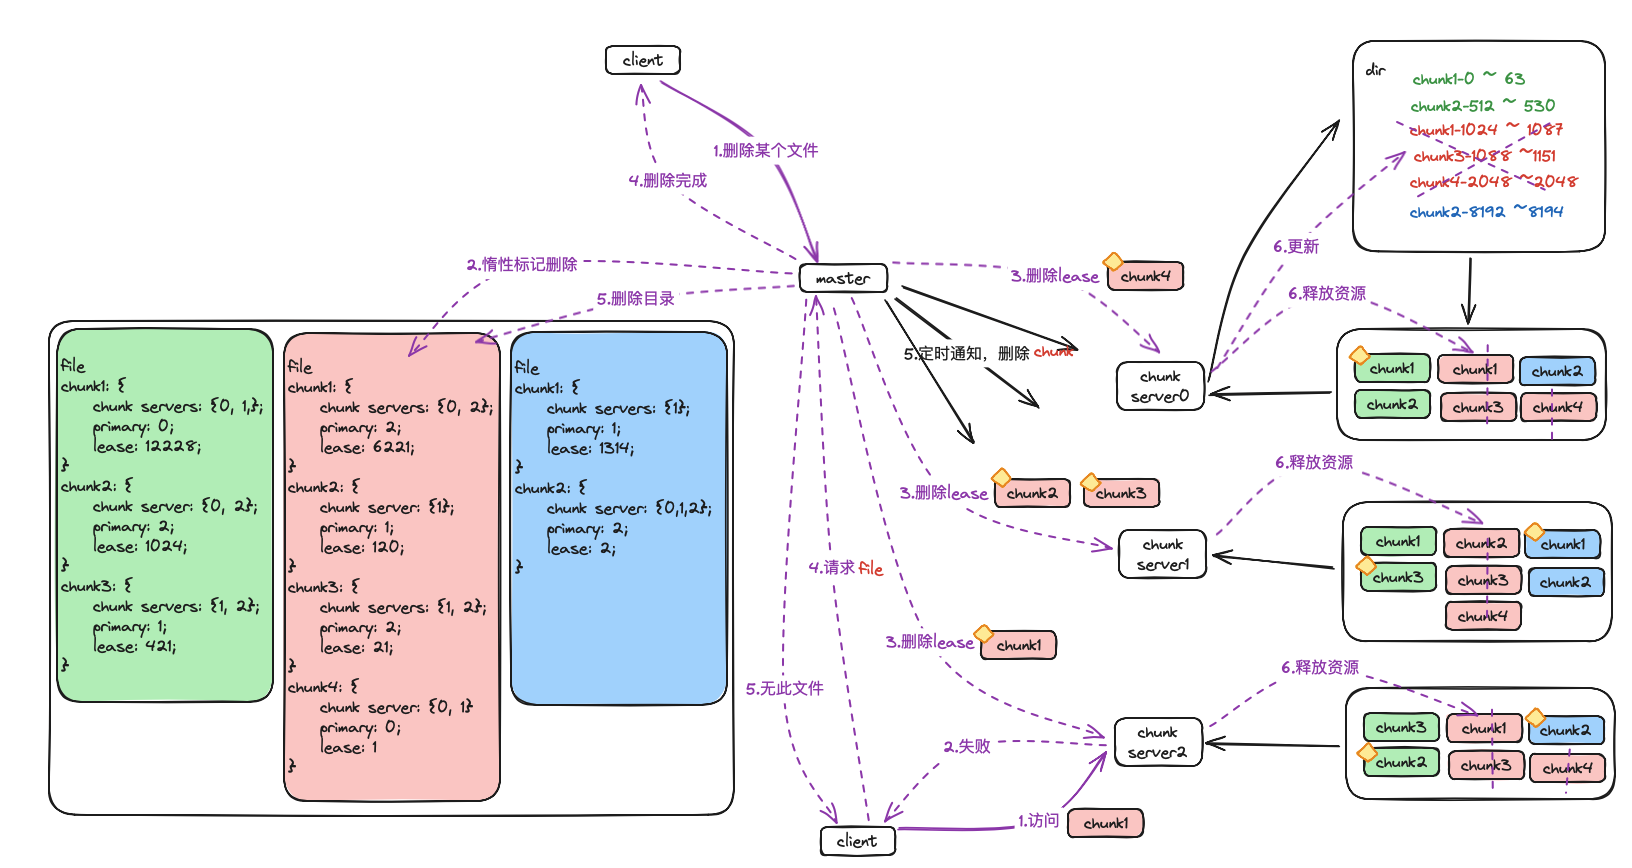 client
1.删除某个文件
4.删除完成
2.惰性标记删除
5.删除目录
master
3.删除lease
chunk4
5.定时通知，删除 chunk
file
chunk1: {
chunk servers: {0, 1,};
primary: 0;
lease: 12228;
}
chunk2: {
chunk server: {0, 2};
primary: 2;
lease: 1024;
}
chunk3: {
chunk servers: {1, 2};
primary: 1;
lease: 421;
}
file
chunk1: {
chunk servers: {0, 2};
primary: 2;
lease: 6221;
}
chunk2: {
chunk server: {1};
primary: 1;
lease: 120;
}
chunk3: {
chunk servers: {1, 2};
primary: 2;
lease: 21;
}
chunk4: {
chunk server: {0, 1}
primary: 0;
lease: 1
}
file
chunk1: {
chunk servers: {1};
primary: 1;
lease: 1314;
}
chunk2: {
chunk server: {0,1,2};
primary: 2;
lease: 2;
}
dir
chunk1-0 ~ 63
chunk2-512 ~ 530
chunk1-1024 ~ 1087
chunk3-1088 ~1151
chunk4-2048 ~2048
chunk2-8192 ~8194
6.更新
6.释放资源
chunk
server0
chunk1
chunk1
chunk2
chunk2
chunk3
chunk4
3.删除lease
chunk2
chunk3
6.释放资源
chunk
server1
chunk1
chunk2
chunk1
chunk3
chunk3
chunk2
chunk4
4.请求 file
3.删除lease
chunk1
5.无此文件
6.释放资源
2.失败
chunk
server2
chunk3
chunk1
chunk2
chunk2
chunk3
chunk4
1.访问
chunk1
client